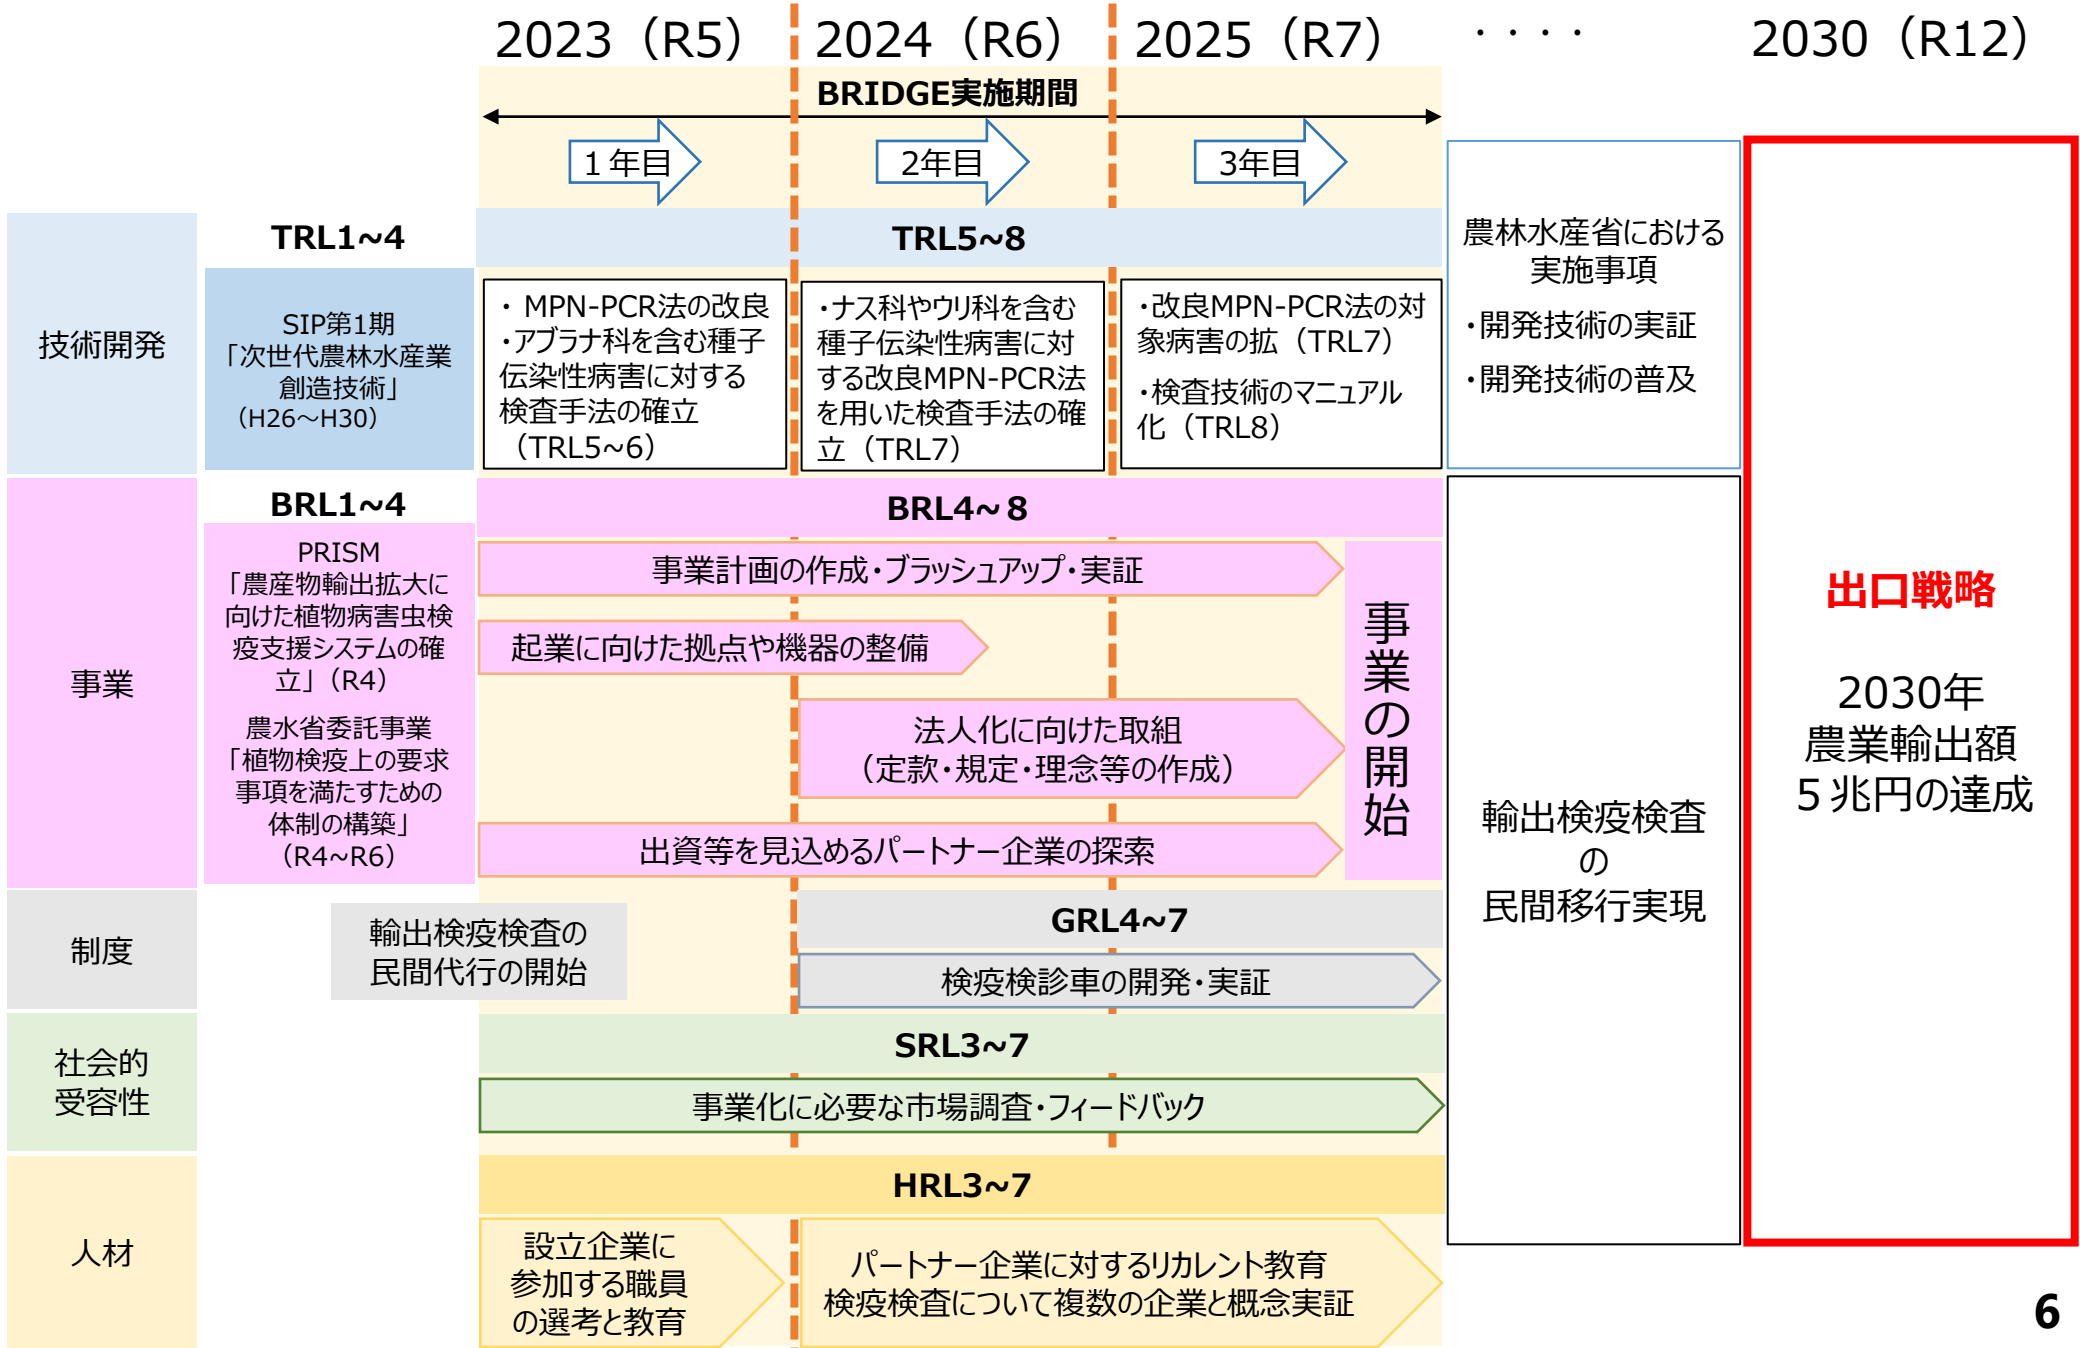 2023（R5）
2024（R6）
2025（R7）
・・・・
2030（R12）
BRIDGE実施期間
１年目
2年目
3年目
技術開発
TRL1~4
SIP第1期
「次世代農林水産業
創造技術」
（H26～H30）
TRL5~8
・ MPN-PCR法の改良
・アブラナ科を含む種子
伝染性病害に対する
検査手法の確立
（TRL5~6）
・ナス科やウリ科を含む
種子伝染性病害に対
する改良MPN-PCR法
を用いた検査手法の確
立（TRL7）
・改良MPN-PCR法の対
象病害の拡（TRL7）
・検査技術のマニュアル
化（TRL8）
農林水産省における
実施事項
・開発技術の実証
・開発技術の普及
事業
BRL1~4
PRISM
「農産物輸出拡大に
向けた植物病害虫検
疫支援システムの確
立」（R4）
農水省委託事業
「植物検疫上の要求
事項を満たすための
体制の構築」
（R4~R6）
BRL4~８
事業計画の作成・ブラッシュアップ・実証
起業に向けた拠点や機器の整備
法人化に向けた取組
（定款・規定・理念等の作成）
出資等を見込めるパートナー企業の探索
事業の開始
制度
輸出検疫検査の
民間代行の開始
GRL4~7
検疫検診車の開発・実証
社会的
受容性
SRL3~7
事業化に必要な市場調査・フィードバック
人材
HRL3~7
設立企業に
参加する職員
の選考と教育
パートナー企業に対するリカレント教育
検疫検査について複数の企業と概念実証
輸出検疫検査
の
民間移行実現
出口戦略
2030年
農業輸出額
５兆円の達成
6